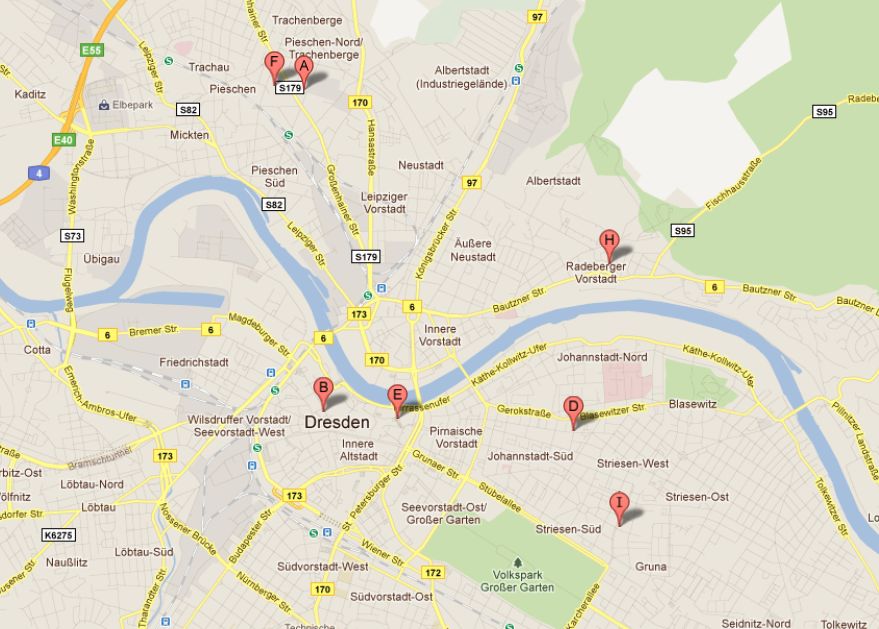 Trachenberge
97
E55
Großenhainer Str
Leipziger Str
Pieschen-Nord/
Trachenberge
F
A
Trachau
Albertstadt
(Industriegelände)
Kaditz
Pieschen
S179
Elbepark
S82
170
S95
Radebe
Mickten
E40
Hansastraße
4
Washingtonstraße
Pieschen
Süd
Neustadt
97
Albertstadt
Fischhausstraße
S82
Großenhainer Str
Leipziger
Vorstadt
S73
Leipziger Str
S179
Königsbrücker Str
Äußere
Neustadt
H
S95
Übigau
Radeberger
Vorstadt
Flügelweg
6
Bautzner Str
Bautzner Str
Bautzner L
6
173
Magdeburger Str
Bremer Str.
6
6
6
Innere
Vorstadt
Cotta
Friedrichstadt
170
Käthe-Kollwitz-Ufer
Johannstadt-Nord
Käthe-Kollwitz-Ufer
Emerich-Ambros-Ufer
B
E
D
Terrassenufer
Gerokstraße
Blasewitzer Str
Blasewitz
Pillnitzer Landstraße
Wilsdruffer Vorstadt/
Seevorstadt-West
Dresden
Innere
Altstadt
Pirnaische
Vorstadt
173
Bramschtunnel
Johannstadt-Süd
Striesen-West
Löbtau-Nord
Grunaer Str
Stübelallee
Löbtau
173
St. Petersburger Str
Striesen-Ost
I
Tolkewitzer Str
Seevorstadt-Ost/
Großer Garten
Striesen-Süd
K6275
Nossener Brücke
Budapester Str
Löbtau-Süd
Wiener Str
Naußlitz
Südvorstadt-West
172
Volkspark
Großer Garten
Gruna
Tharandter Str
Nürnberger Str
170
Südvorstadt-Ost
Karcherallee
Technische
Seidnitz-Nord
Tolkewitz